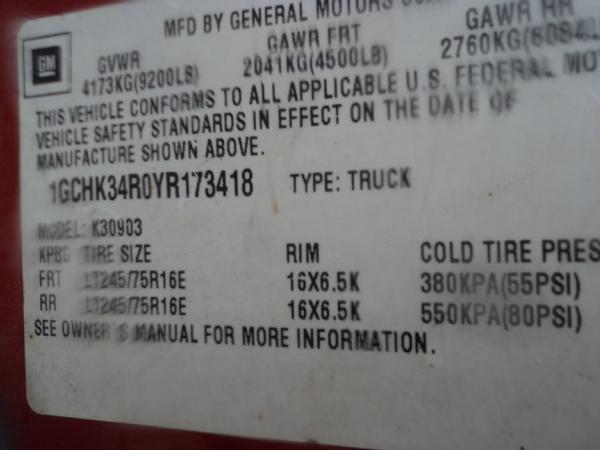 MFD BY GENERAL MOTORS
GM
GVWR
4173KG(9200LB)
GAWR FRT
2041KG(4500LB)
GAWR RR
2760KG(6084L
THIS VEHICLE CONFORMS TO ALL APPLICABLE U.S. FEDERAL MO
VEHICLE SAFETY STANDARDS IN EFFECT ON THE DATE OF
MANUFACTURE SHOWN ABOVE.
1GCHK34R0YR173418 TYPE: TRUCK
MODEL: K30903
TIRE SIZE RIM COLD TIRE PRES
FRT LT245/75R16E 16X6.5K 380KPA(55PSI)
RR LT245/75R16E 16X6.5K 550KPA(80PSI)
SEE OWNER'S MANUAL FOR MORE INFORMATION.